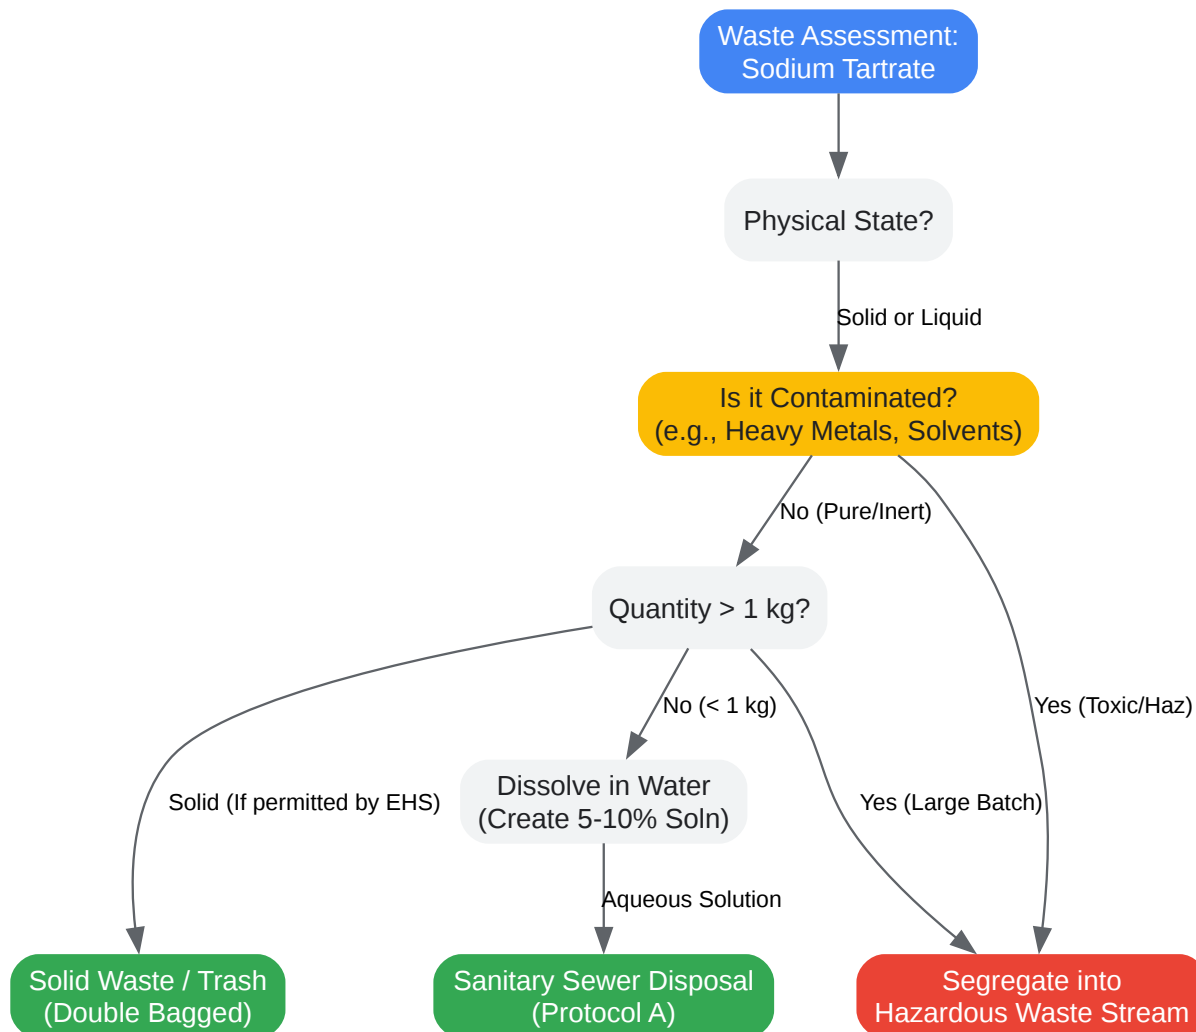 Waste Assessment:
Sodium Tartrate
Physical State?
Solid or Liquid
Is it Contaminated?
(e.g., Heavy Metals, Solvents)
No (Pure/Inert)
Quantity > 1 kg?
No (< 1 kg)
Yes (Toxic/Haz)
Dissolve in Water
(Create 5-10% Soln)
Solid (If permitted by EHS)
Yes (Large Batch)
Aqueous Solution
Solid Waste / Trash
(Double Bagged)
Sanitary Sewer Disposal
(Protocol A)
Segregate into
Hazardous Waste Stream